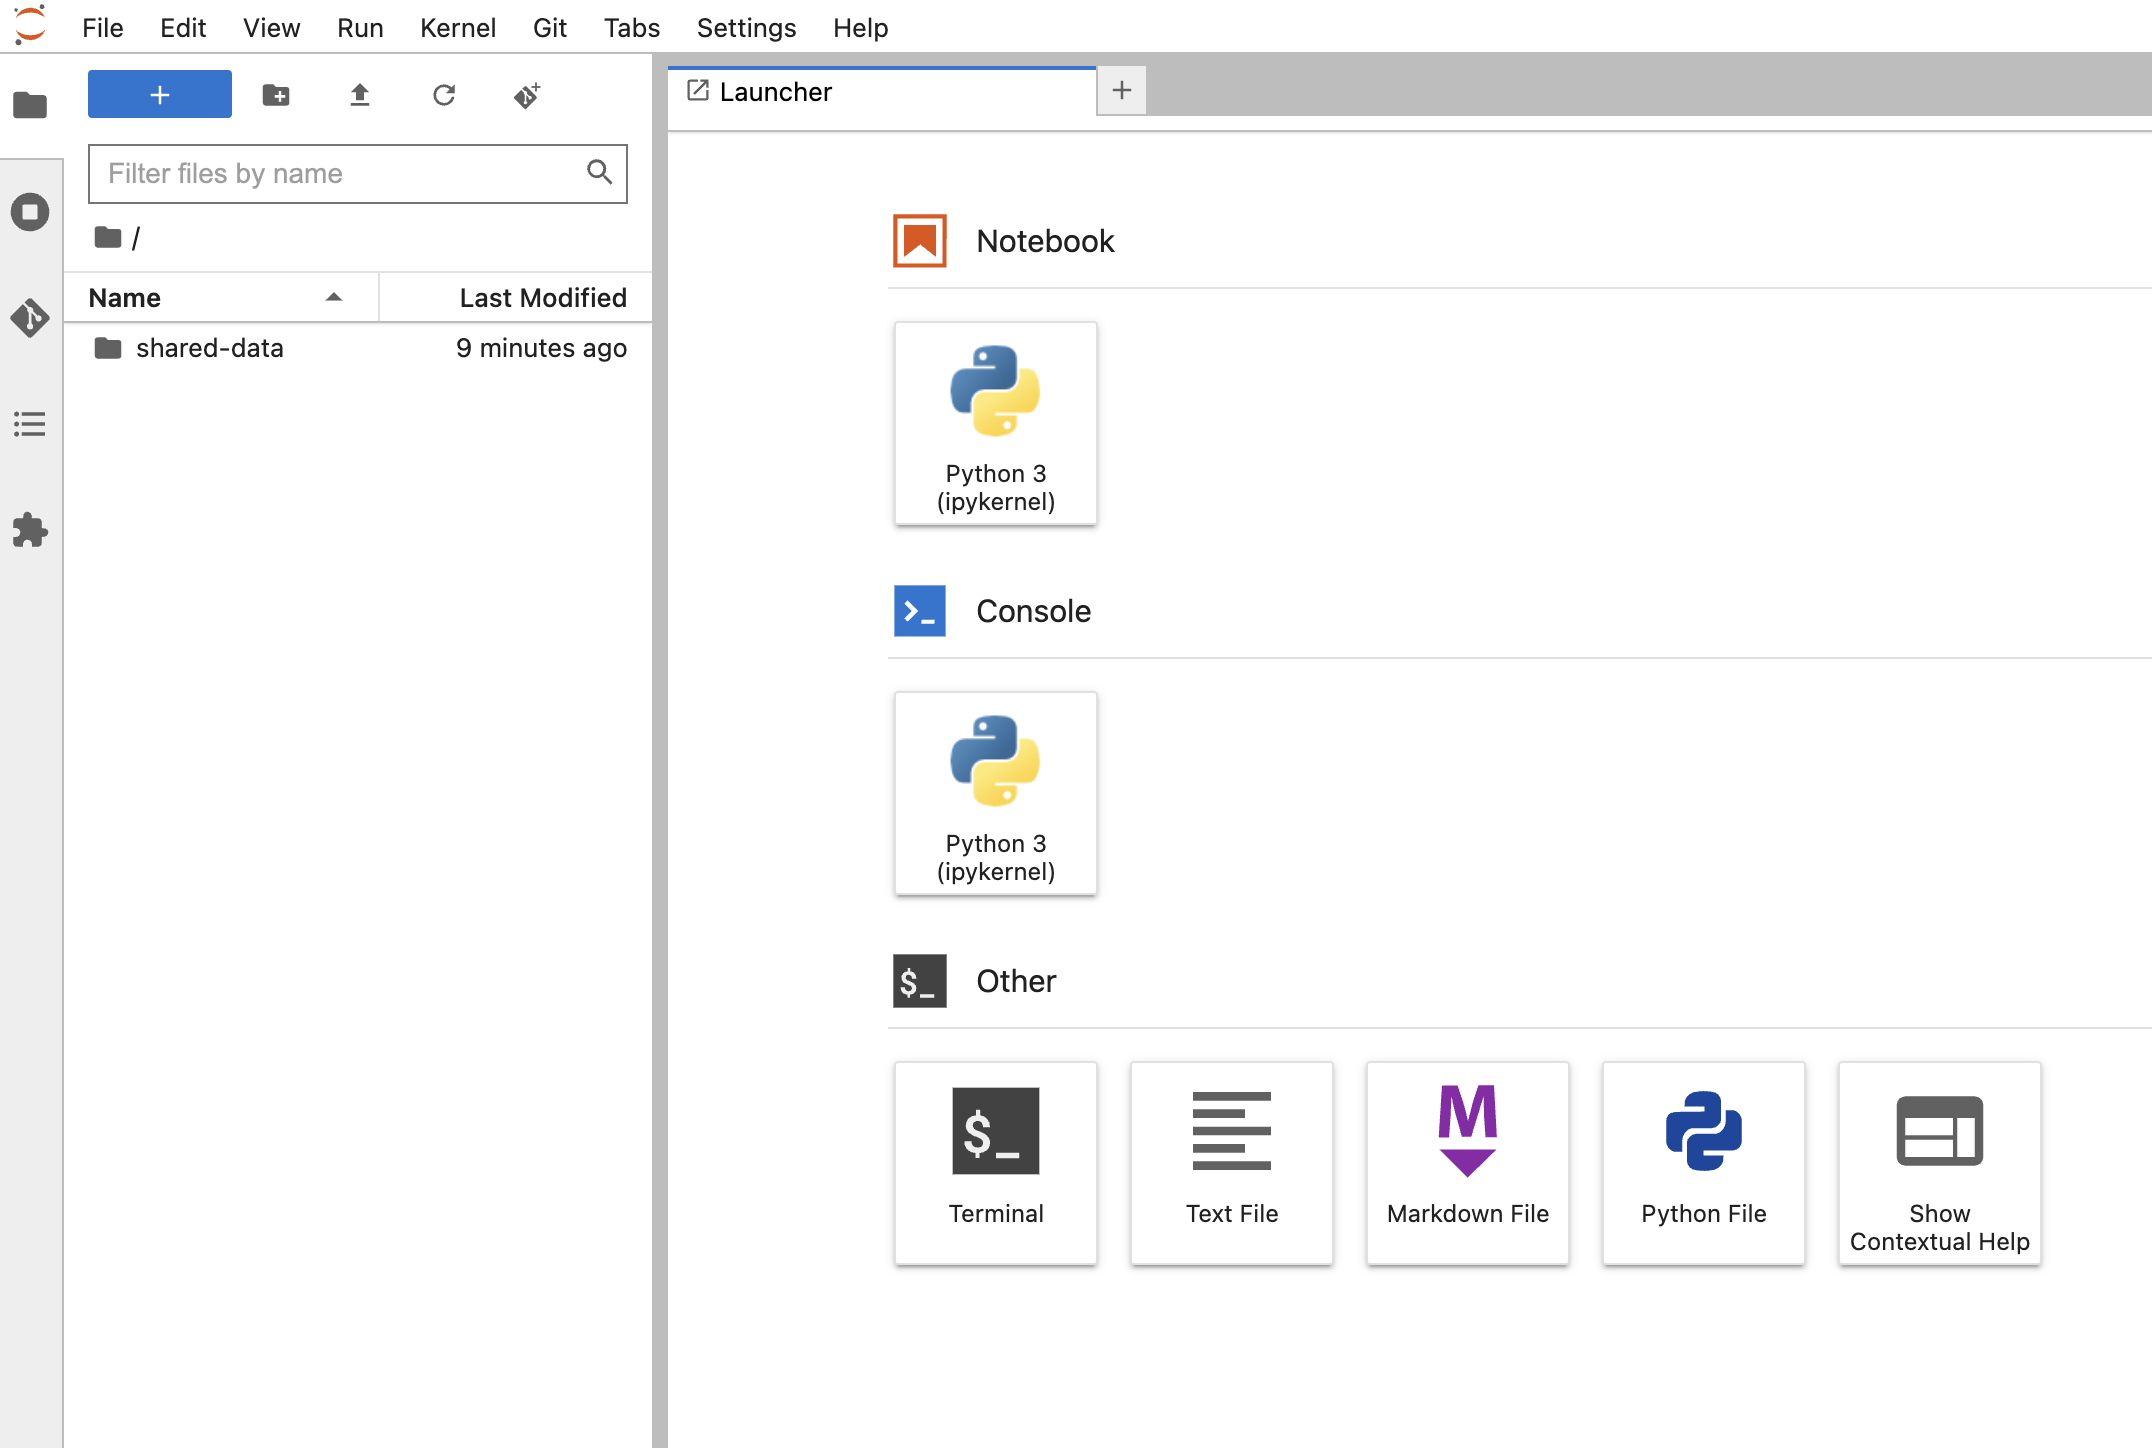 File Edit View Run Kernel Git Tabs Settings Help
+
Filter files by name
/
Name Last Modified
shared-data 9 minutes ago
Launcher +
Notebook
Python 3
(ipykernel)
>_ Console
Python 3
(ipykernel)
$_ Other
$_
Terminal
Text File
M
Markdown File
Python File
Show
Contextual Help